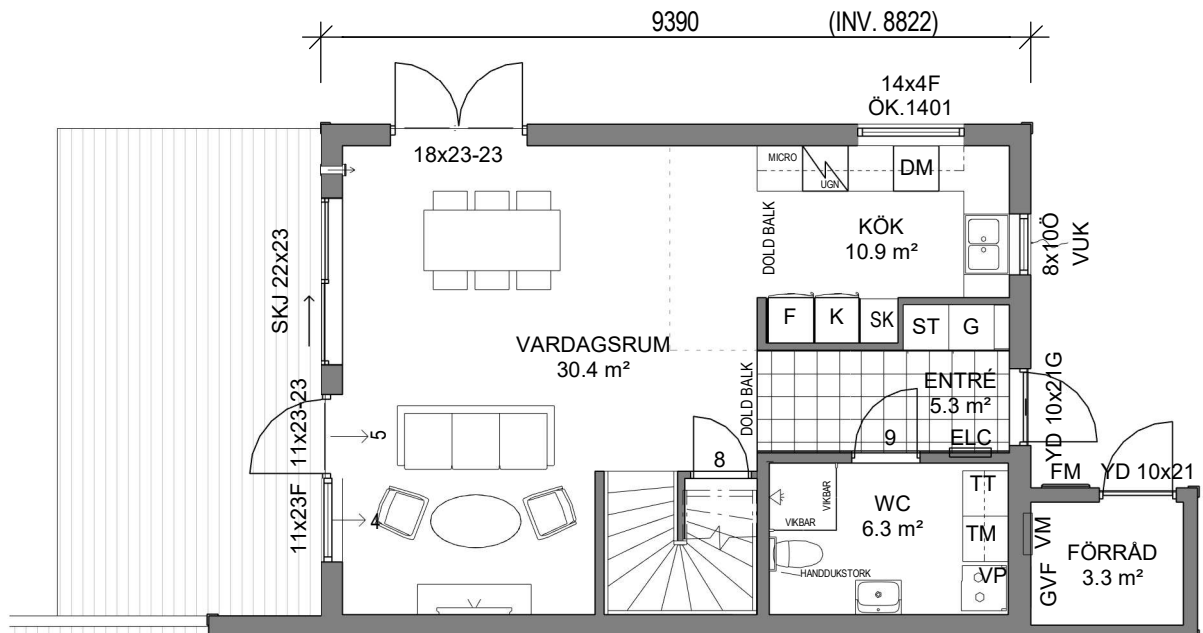 9390 (INV. 8822)
14x4F
ÖK.1401
18x23-23
MICRO
UGN
DM
SKJ 22x23
DOLD BALK
KÖK
10.9 m²
8x10Ö
VUK
F
K
SK
ST
G
VARDAGSRUM
30.4 m²
DOLD BALK
ENTRÉ
5.3 m²
YD 10x21G
11x23-23
5
8
9
ELC
FM
YD 10x21
11x23F
4
VIKBAR
VIKBAR
WC
6.3 m²
TT
TM
HANDDUKSTORK
VP
GVF VM
FÖRRÅD
3.3 m²